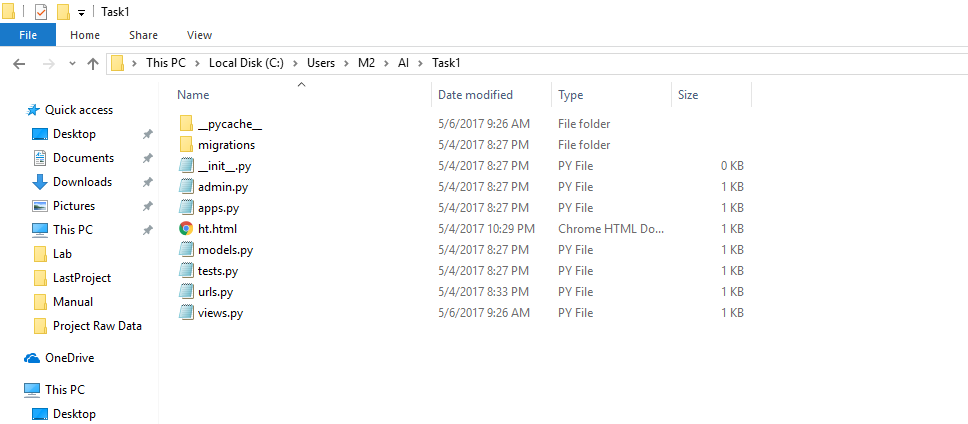 Task1
File Home Share View
This PC Local Disk (C:) Users M2 AI Task1
Name Date modified Type Size
Quick access
Desktop
Documents
Downloads
Pictures
This PC
Lab
LastProject
Manual
Project Raw Data
OneDrive
This PC
Desktop
__pycache__ 5/6/2017 9:26 AM File folder
migrations 5/4/2017 8:27 PM File folder
__init__.py 5/4/2017 8:27 PM PY File 0 KB
admin.py 5/4/2017 8:27 PM PY File 1 KB
apps.py 5/4/2017 8:27 PM PY File 1 KB
ht.html 5/4/2017 10:29 PM Chrome HTML Do... 1 KB
models.py 5/4/2017 8:27 PM PY File 1 KB
tests.py 5/4/2017 8:27 PM PY File 1 KB
urls.py 5/4/2017 8:33 PM PY File 1 KB
views.py 5/6/2017 9:26 AM PY File 1 KB